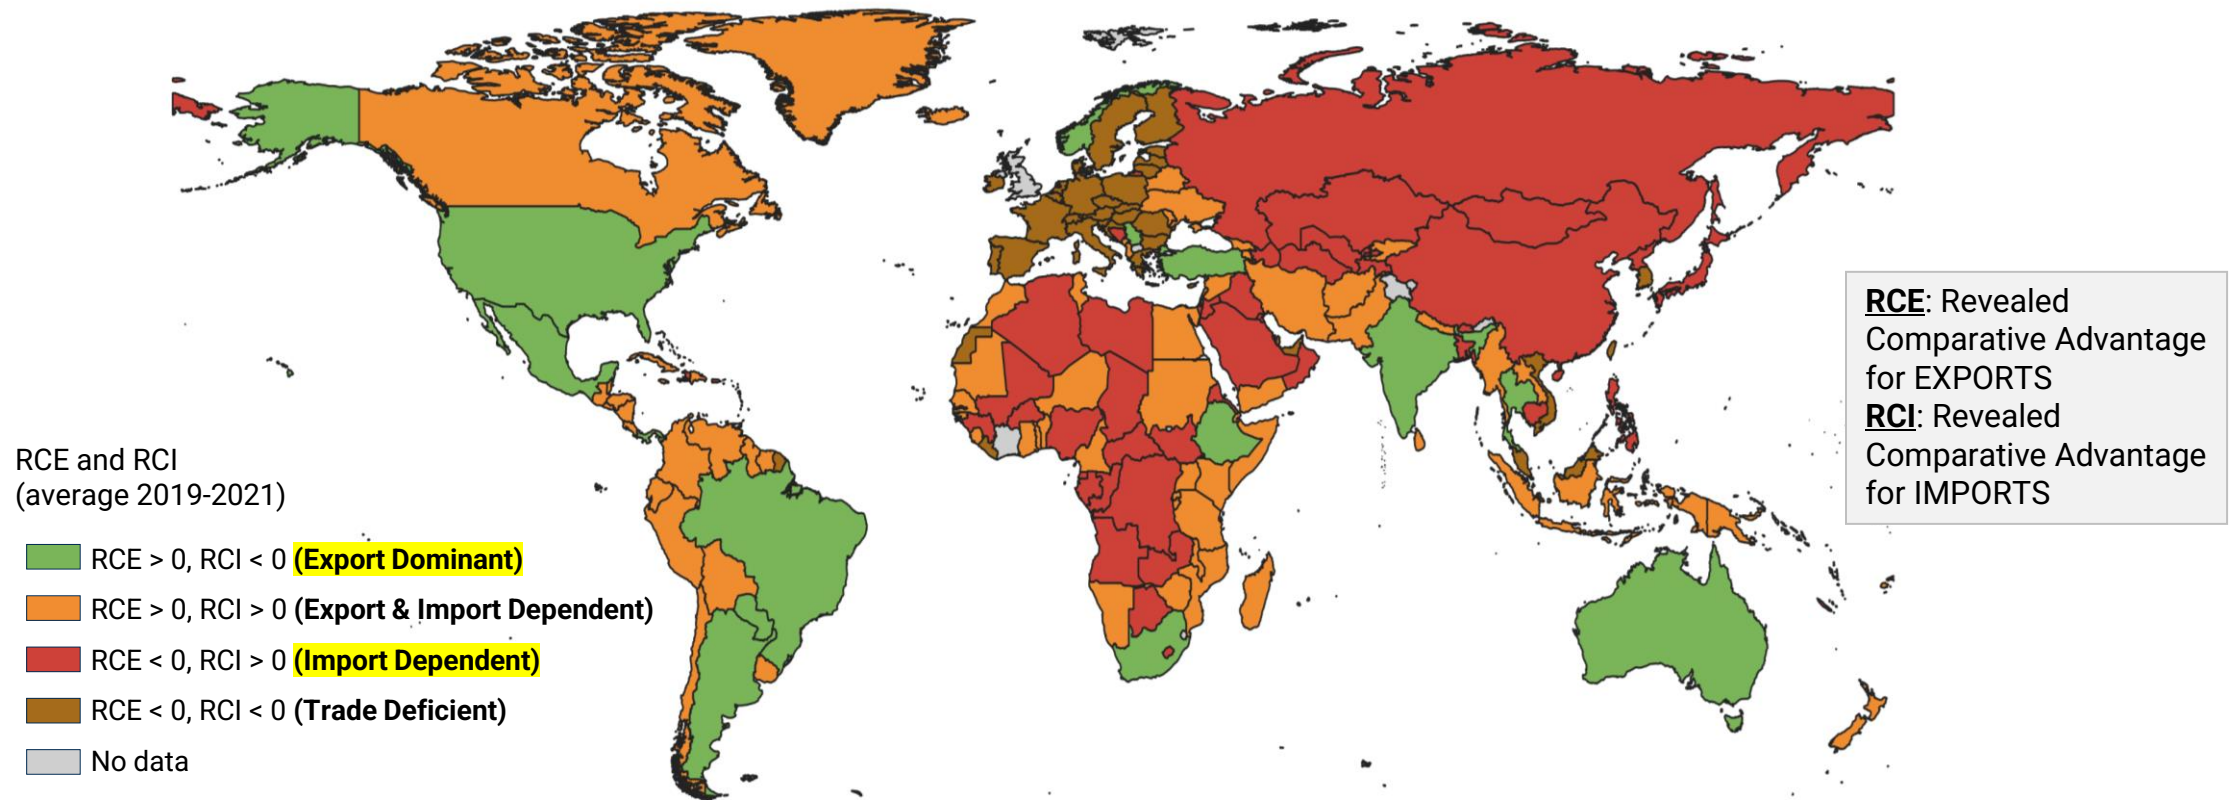 RCE: Revealed
Comparative Advantage
for EXPORTS
RCI: Revealed
Comparative Advantage
for IMPORTS
RCE and RCI
(average 2019-2021)
RCE > 0, RCI < 0 (Export Dominant)
RCE > 0, RCI > 0 (Export & Import Dependent)
RCE < 0, RCI > 0 (Import Dependent)
RCE < 0, RCI < 0 (Trade Deficient)
No data